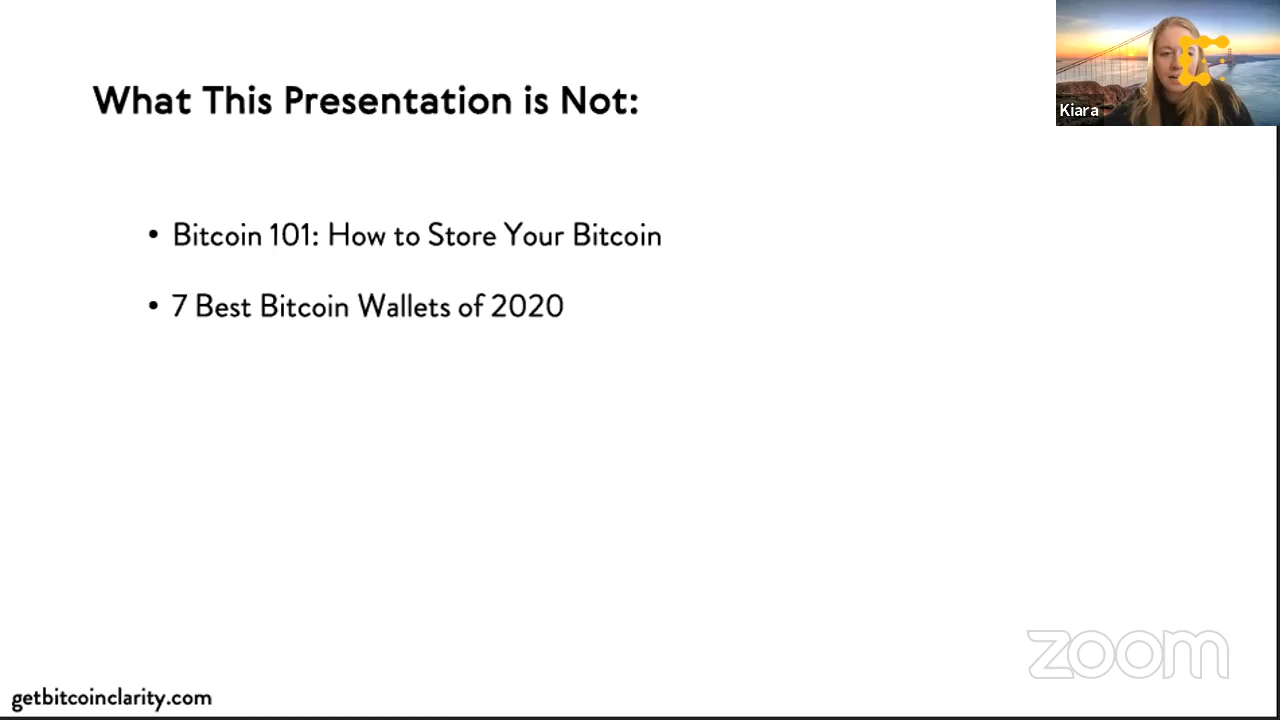 What This Presentation is Not:
Kiara
• Bitcoin 101: How to Store Your Bitcoin
• 7 Best Bitcoin Wallets of 2020
zoom
getbitcoinclarity.com